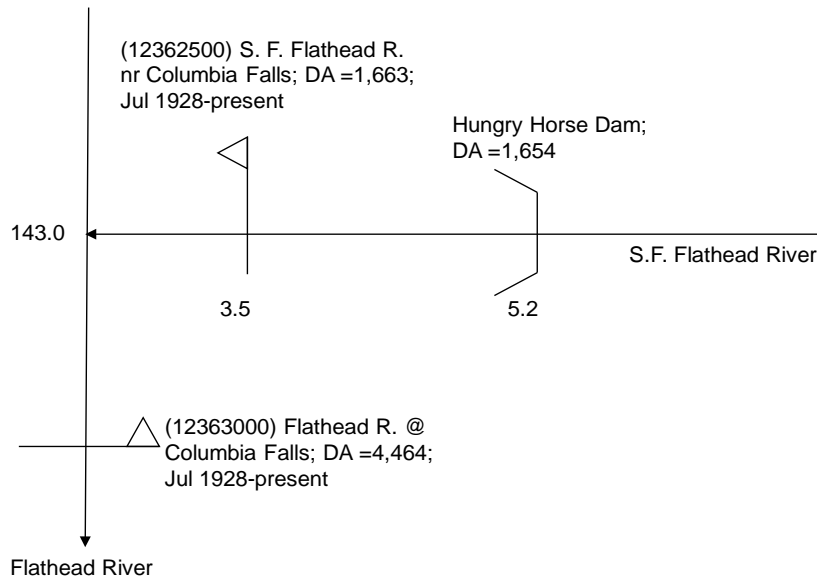 (12362500) S. F. Flathead R.
nr Columbia Falls; DA =1,663;
Jul 1928-present
Hungry Horse Dam;
DA =1,654
143.0
S.F. Flathead River
3.5
5.2
(12363000) Flathead R. @
Columbia Falls; DA =4,464;
Jul 1928-present
Flathead River